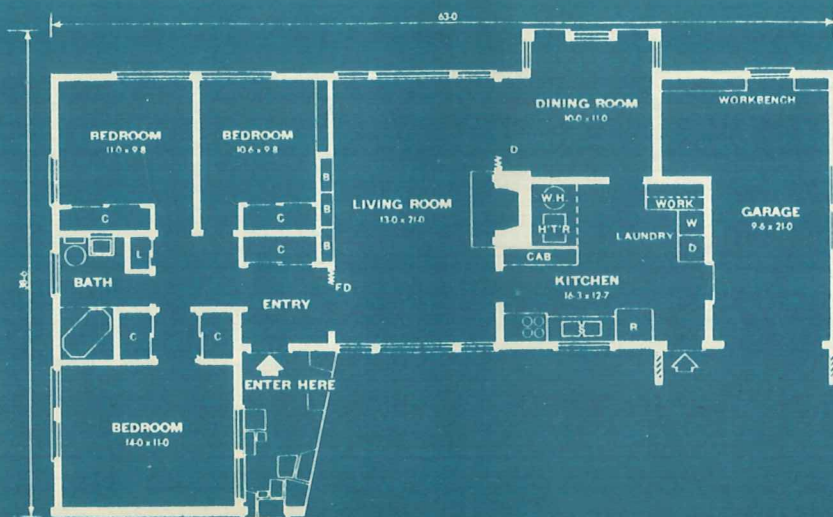 63-0
WORKBENCH
DINING ROOM
10-0 x 11-0
BEDROOM
11-0 x 9-8
BEDROOM
10-6 x 9-8
D
B
B
B
LIVING ROOM
13-0 x 21-0
W.H.
H'T'R
WORK
W
D
LAUNDRY
GARAGE
9-6 x 21-0
C
C
C
L
BATH
CAB
KITCHEN
16-3 x 12-7
ENTRY
FD
C
C
R
ENTER HERE
BEDROOM
14-0 x 11-0